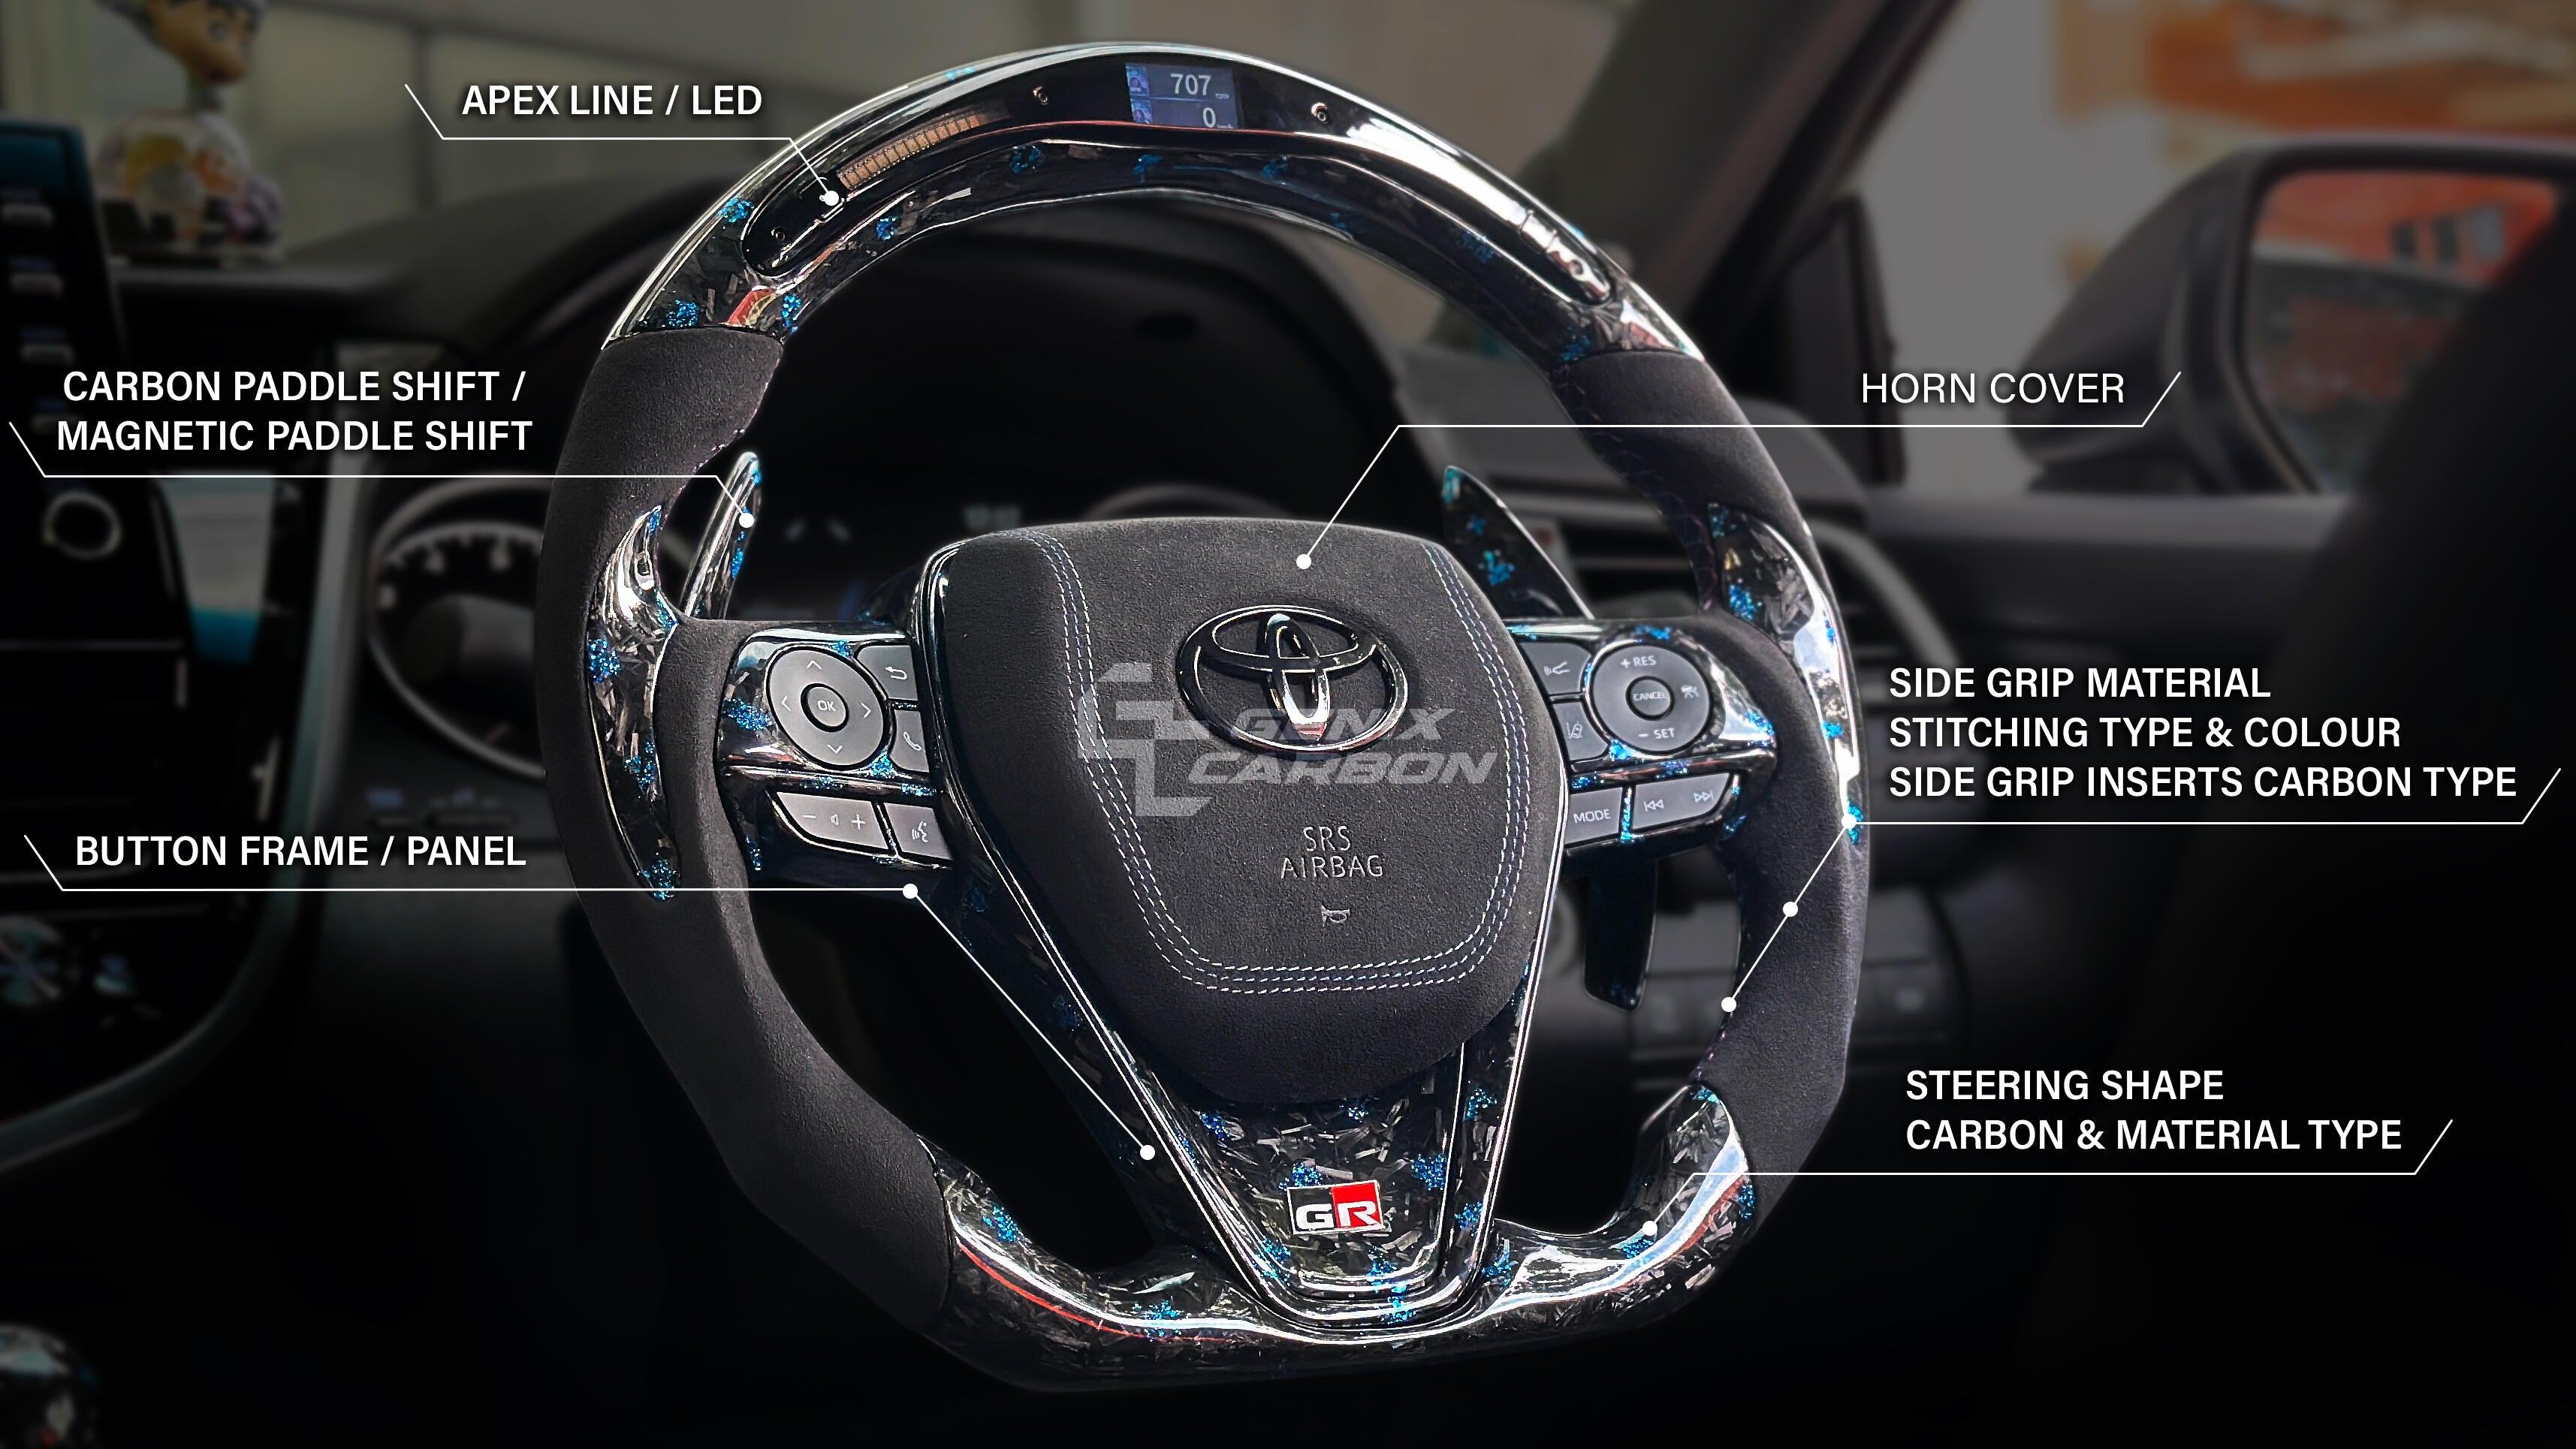 707
0
APEX LINE / LED
CARBON PADDLE SHIFT /
MAGNETIC PADDLE SHIFT
HORN COVER
+ RES
CANCEL
- SET
OK
GEN X
CARBON
SIDE GRIP MATERIAL
STITCHING TYPE & COLOUR
SIDE GRIP INSERTS CARBON TYPE
MODE
- +
SRS
AIRBAG
BUTTON FRAME / PANEL
STEERING SHAPE
CARBON & MATERIAL TYPE
GR